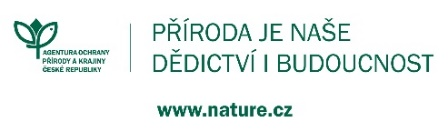 AGENTURA OCHRANY
PŘÍRODY A KRAJINY
ČESKÉ REPUBLIKY
PŘÍRODA JE NAŠE
DĚDICTVÍ I BUDOUCNOST
www.nature.cz